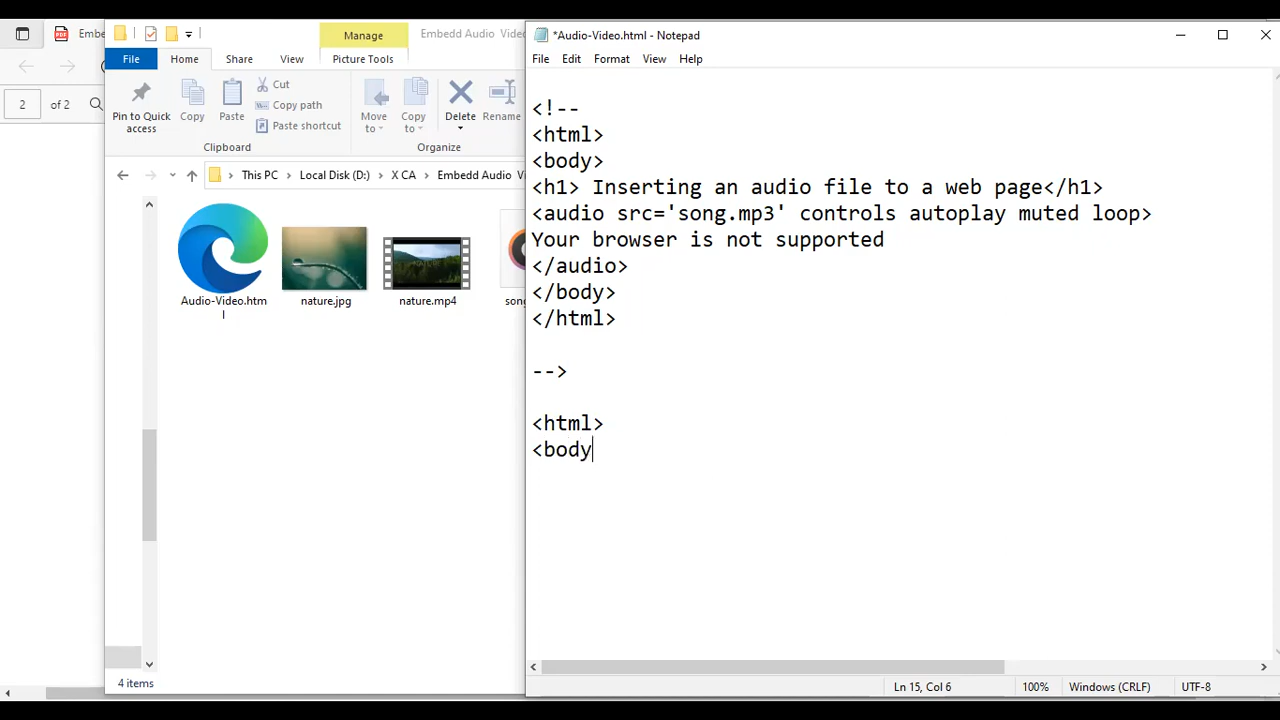 Embe
Manage
Embedd Audio Vide
*Audio-Video.html - Notepad
File
Home
Share
View
Picture Tools
File
Edit
Format
View
Help
2
of 2
Pin to Quick access
Copy
Paste
Cut
Copy path
Paste shortcut
Move to
Copy to
Delete
Rename
Clipboard
Organize
This PC
Local Disk (D:)
X CA
Embedd Audio Vi
Audio-Video.htm
l
nature.jpg
nature.mp4
son
4 items
<!--
<html>
<body>
<h1> Inserting an audio file to a web page</h1>
<audio src='song.mp3' controls autoplay muted loop>
Your browser is not supported
</audio>
</body>
</html>
-->
<html>
<body
Ln 15, Col 6
100%
Windows (CRLF)
UTF-8